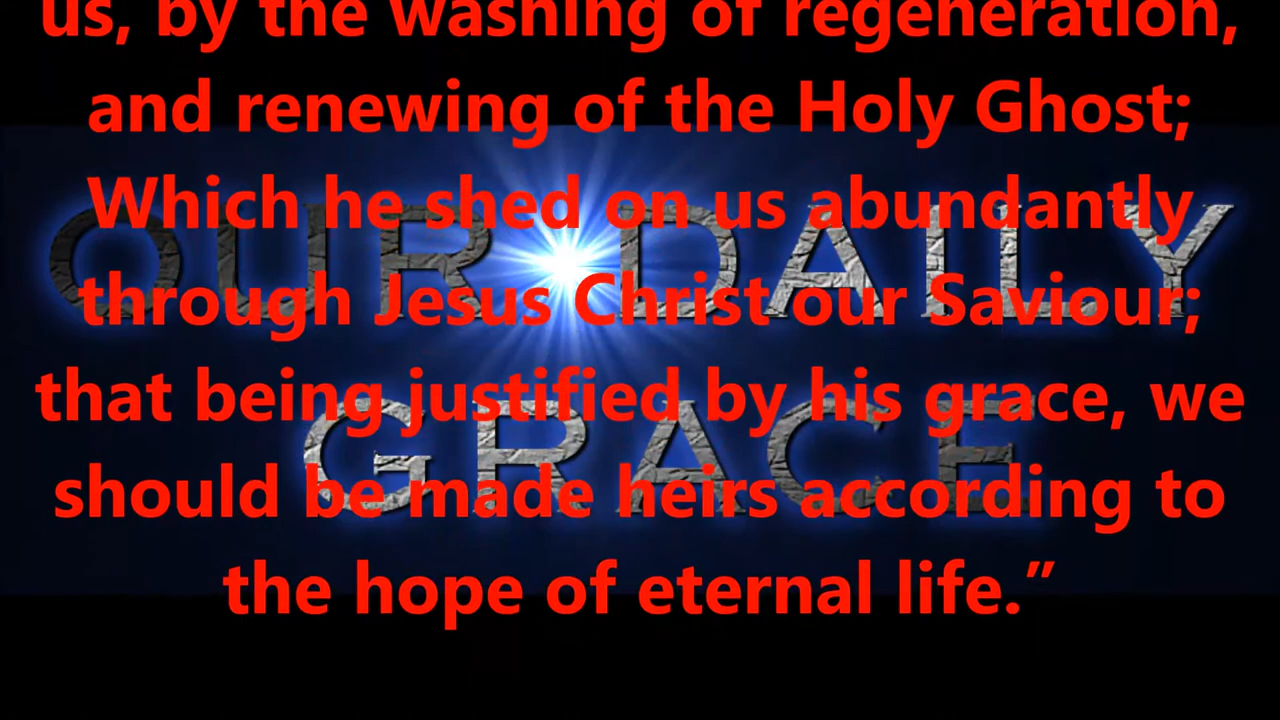 us, by the washing of regeneration,
and renewing of the Holy Ghost;
Which he shed on us abundantly
through Jesus Christ our Saviour;
that being justified by his grace, we
should be made heirs according to
the hope of eternal life.”
OUR DAILY
GRACE